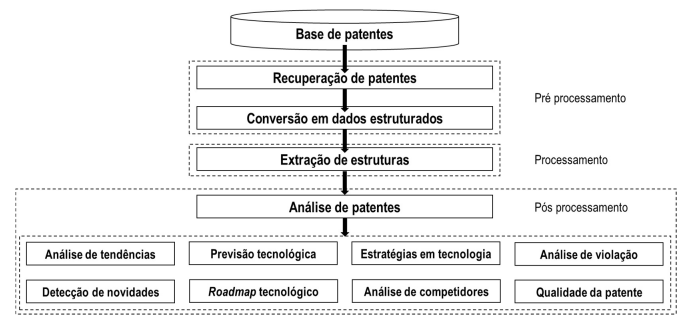 Base de patentes
Recuperação de patentes
Pré processamento
Conversão em dados estruturados
Extração de estruturas
Processamento
Análise de patentes
Pós processamento
Análise de tendências
Previsão tecnológica
Estratégias em tecnologia
Análise de violação
Detecção de novidades
Roadmap tecnológico
Análise de competidores
Qualidade da patente